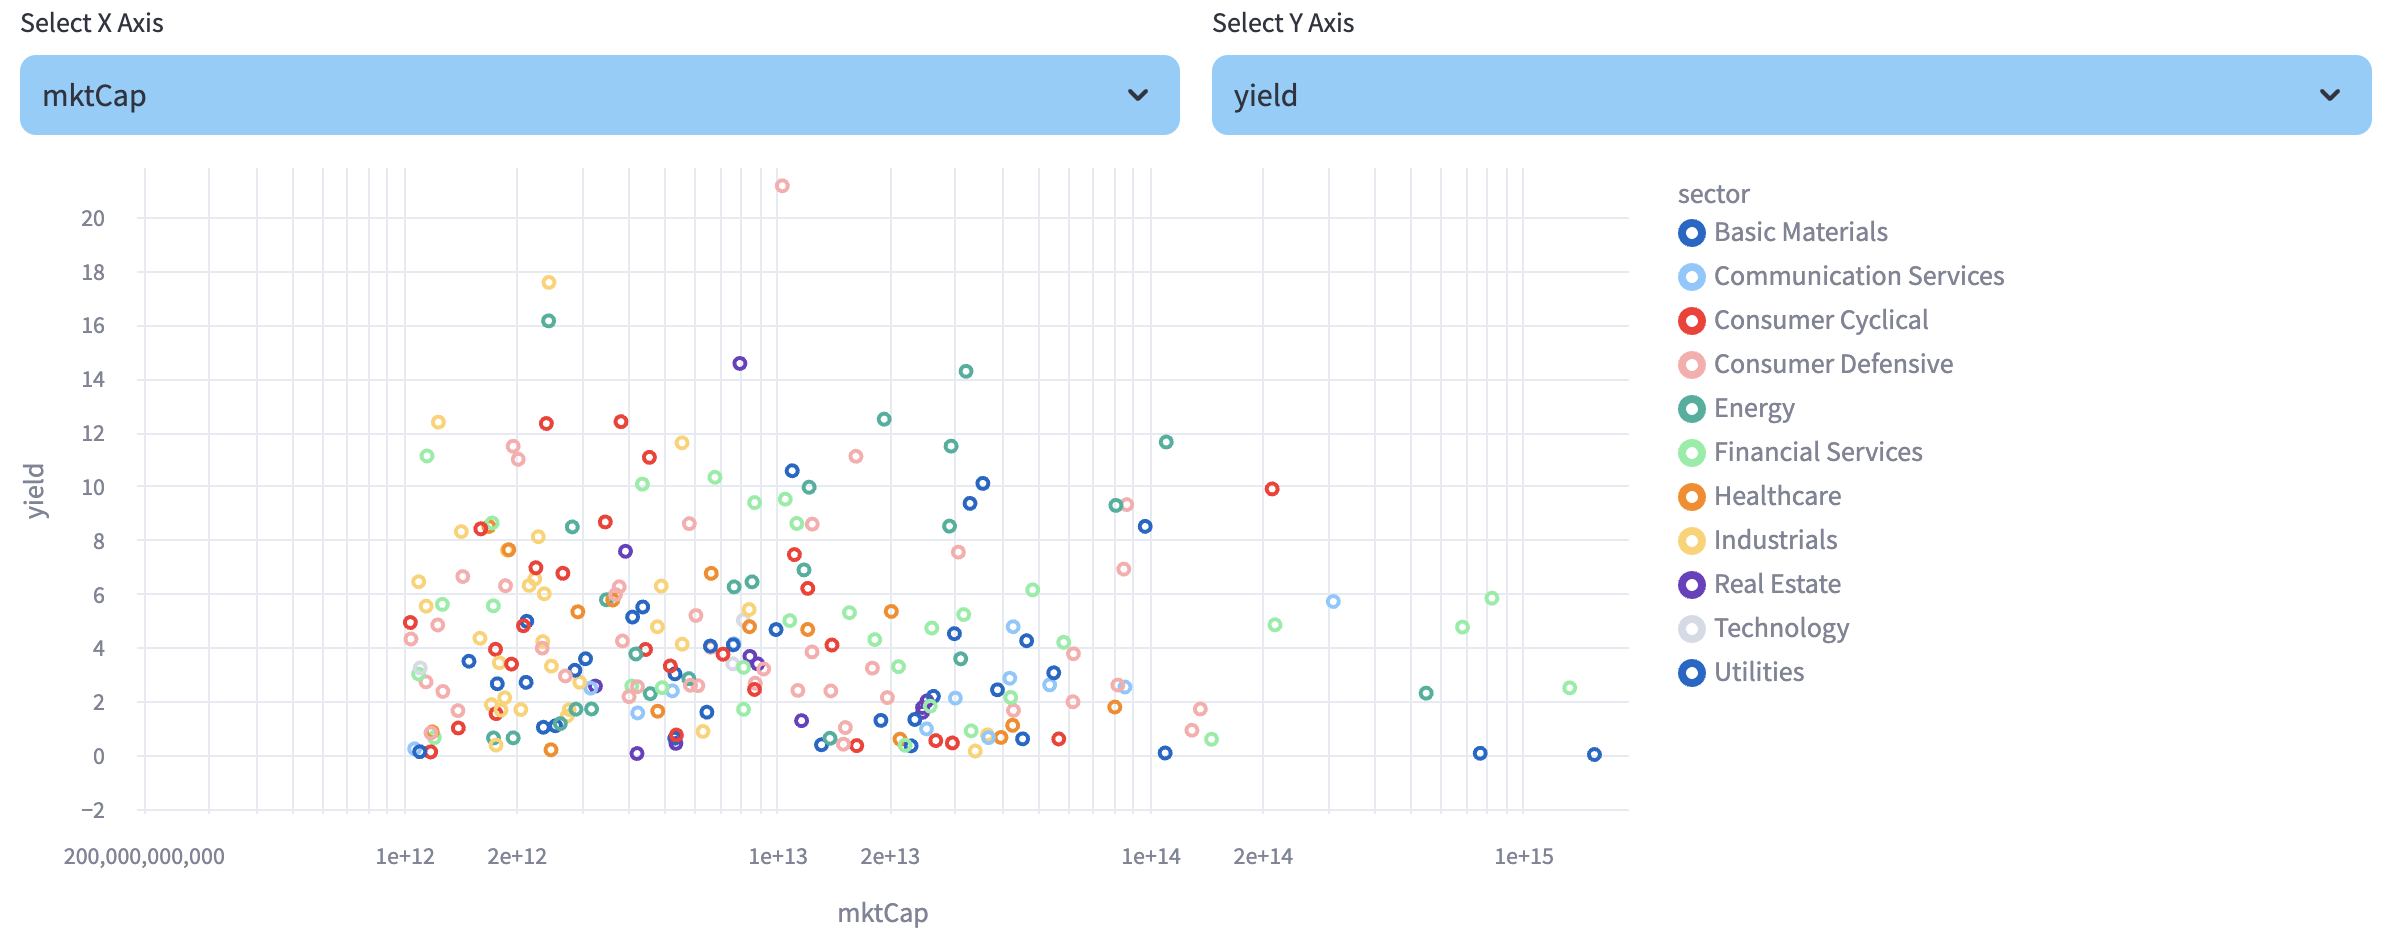 Select X Axis
Select Y Axis
mktCap
yield
sector
Basic Materials
Communication Services
Consumer Cyclical
Consumer Defensive
Energy
Financial Services
Healthcare
Industrials
Real Estate
Technology
Utilities
yield
20
18
16
14
12
10
8
6
4
2
0
−2
200,000,000,000 1e+12 2e+12 1e+13 2e+13 1e+14 2e+14 1e+15
mktCap